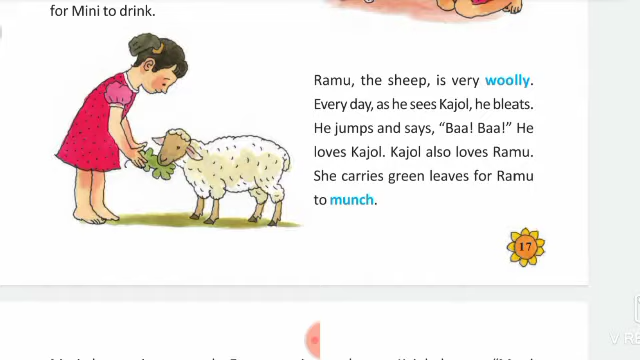 for Mini to drink.
Ramu, the sheep, is very woolly.
Every day, as he sees Kajol, he bleats.
He jumps and says, “Baa! Baa!” He
loves Kajol. Kajol also loves Ramu.
She carries green leaves for Ramu
to munch.
17